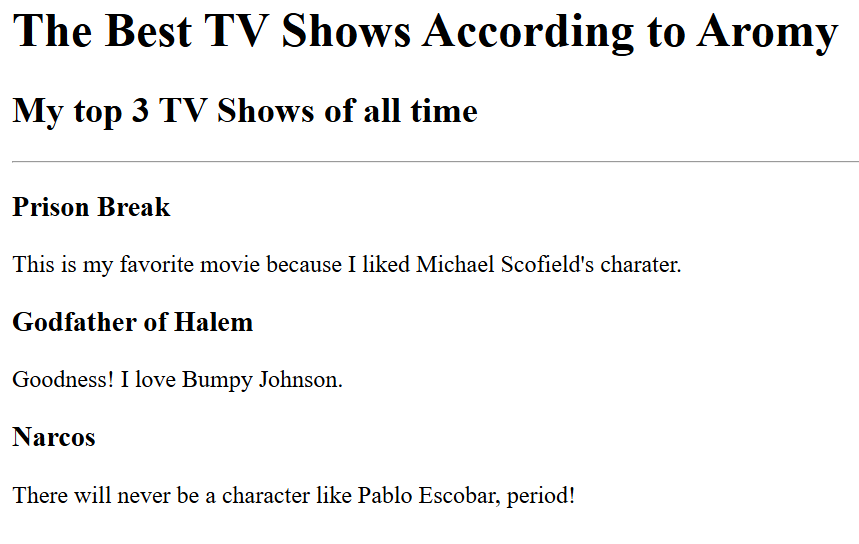 The Best TV Shows According to Aromy
My top 3 TV Shows of all time
Prison Break
This is my favorite movie because I liked Michael Scofield's charater.
Godfather of Halem
Goodness! I love Bumpy Johnson.
Narcos
There will never be a character like Pablo Escobar, period!